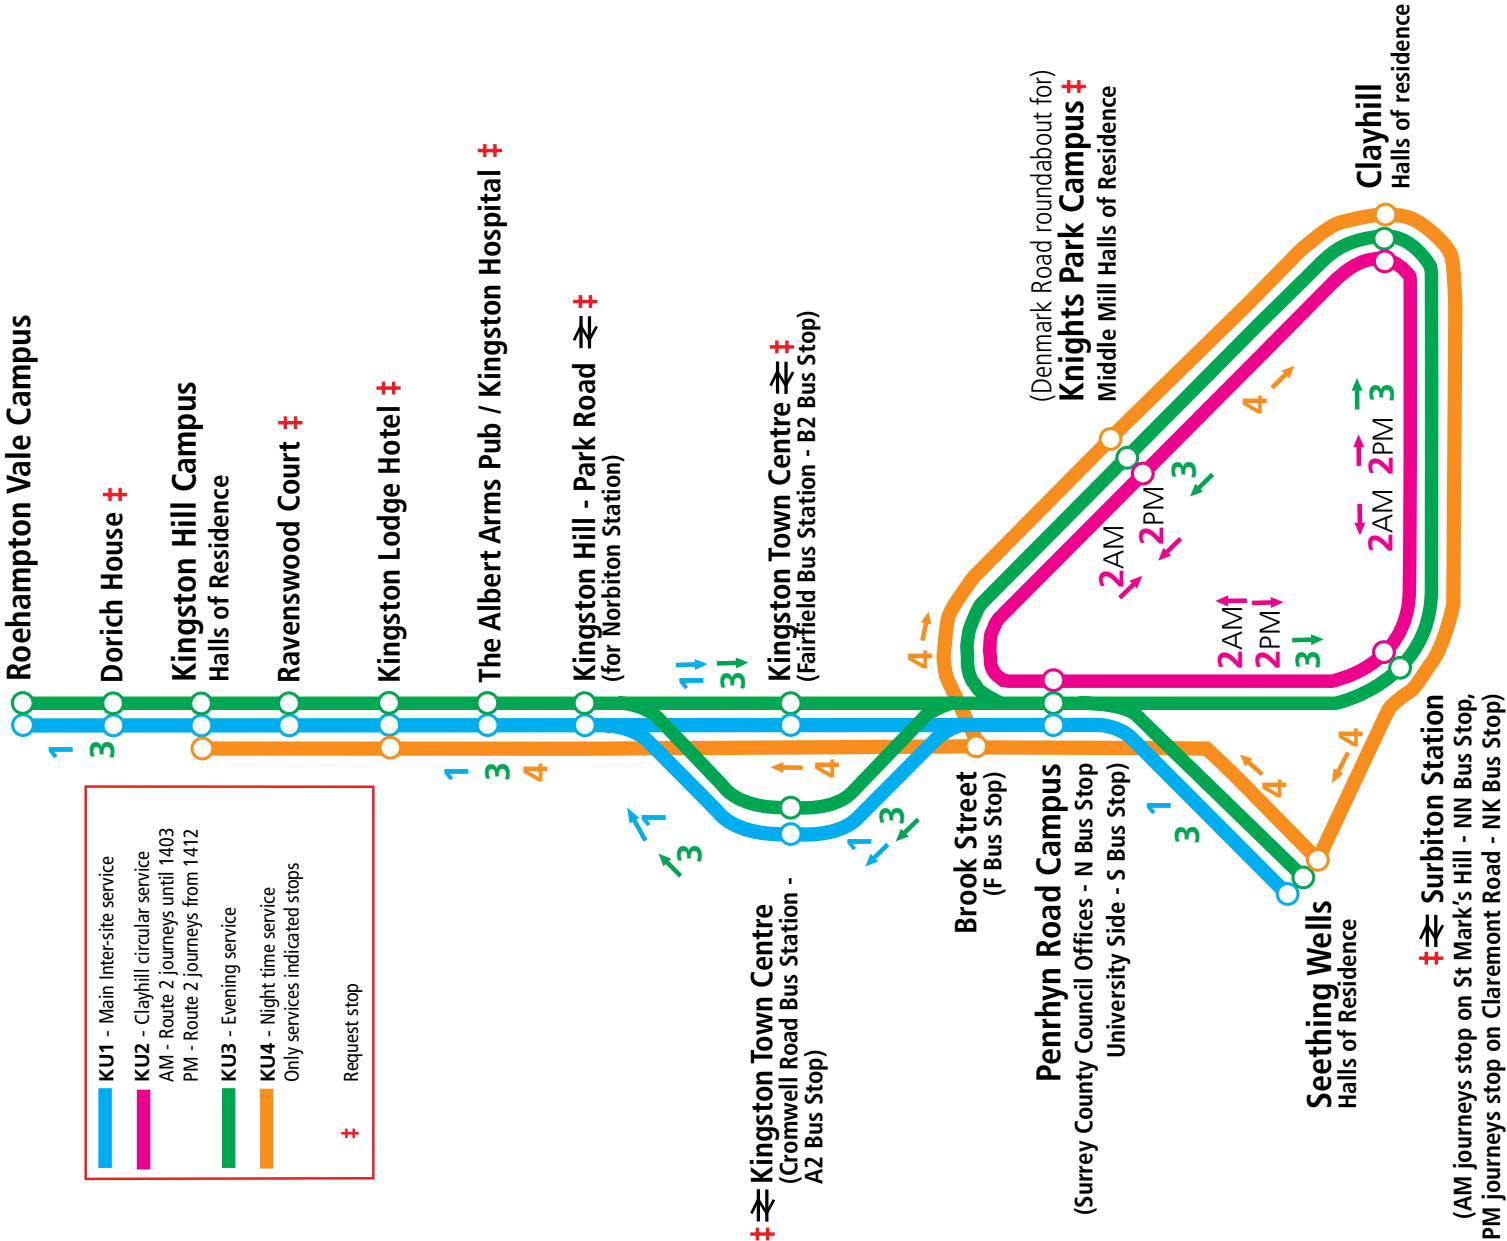 Roehampton Vale Campus
Dorich House ‡
Kingston Hill Campus
Halls of Residence
Ravenswood Court ‡
Kingston Lodge Hotel ‡
The Albert Arms Pub / Kingston Hospital ‡
Kingston Hill - Park Road ‡
(for Norbiton Station)
Kingston Town Centre ‡
(Fairfield Bus Station - B2 Bus Stop)
(Denmark Road roundabout for)
Knights Park Campus ‡
Middle Mill Halls of Residence
Clayhill
Halls of residence
1
3
1
3
4
1
3
1
3
4
1
3
4
2AM
2PM
3
4
2AM
2PM
3
2AM
2PM
3
1
3
4
4
KU1 - Main Inter-site service
KU2 - Clayhill circular service
AM - Route 2 journeys until 1403
PM - Route 2 journeys from 1412
KU3 - Evening service
KU4 - Night time service
Only services indicated stops
‡ Request stop
‡ Kingston Town Centre
(Cromwell Road Bus Station -
A2 Bus Stop)
Brook Street
(F Bus Stop)
Penrhyn Road Campus
(Surrey County Council Offices - N Bus Stop
University Side - S Bus Stop)
Seething Wells
Halls of Residence
‡ Surbiton Station
(AM journeys stop on St Mark's Hill - NN Bus Stop,
PM journeys stop on Claremont Road - NK Bus Stop)